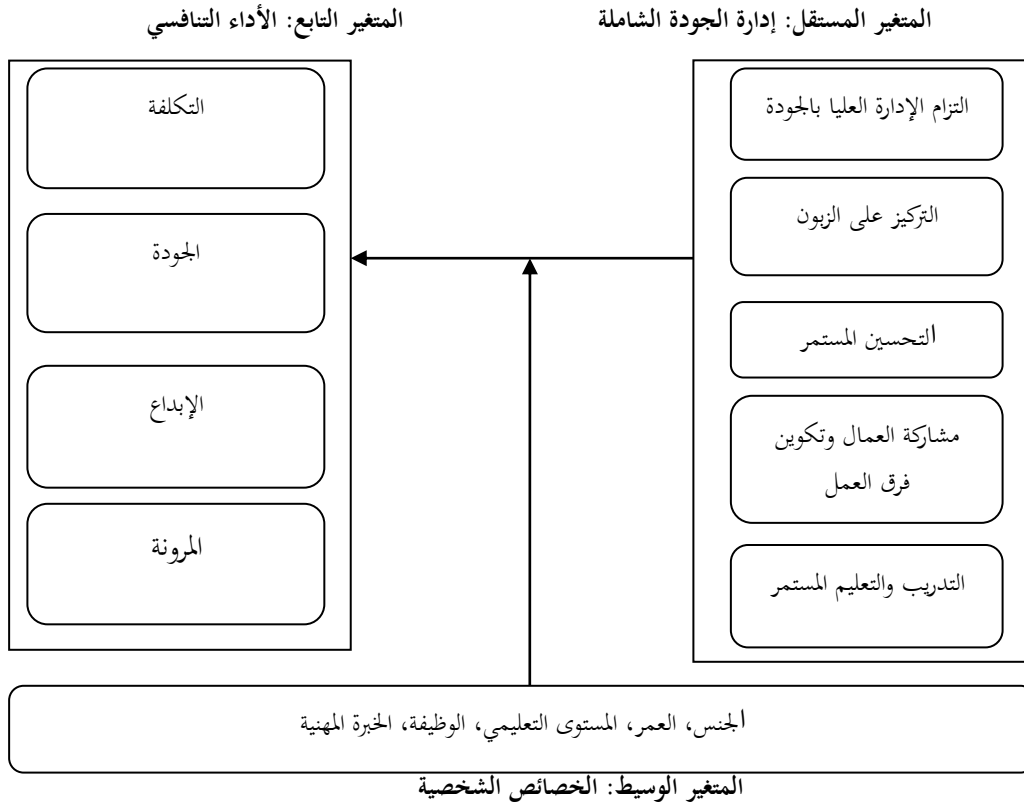 المتغير المستقل: إدارة الجودة الشاملة
المتغير التابع: الأداء التنافسي
التزام الإدارة العليا بالجودة
التركيز على الزبون
التحسين المستمر
مشاركة العمال وتكوين
فرق العمل
التدريب والتعليم المستمر
التكلفة
الجودة
الإبداع
المرونة
الجنس، العمر، المستوى التعليمي، الوظيفة، الخبرة المهنية
المتغير الوسيط: الخصائص الشخصية